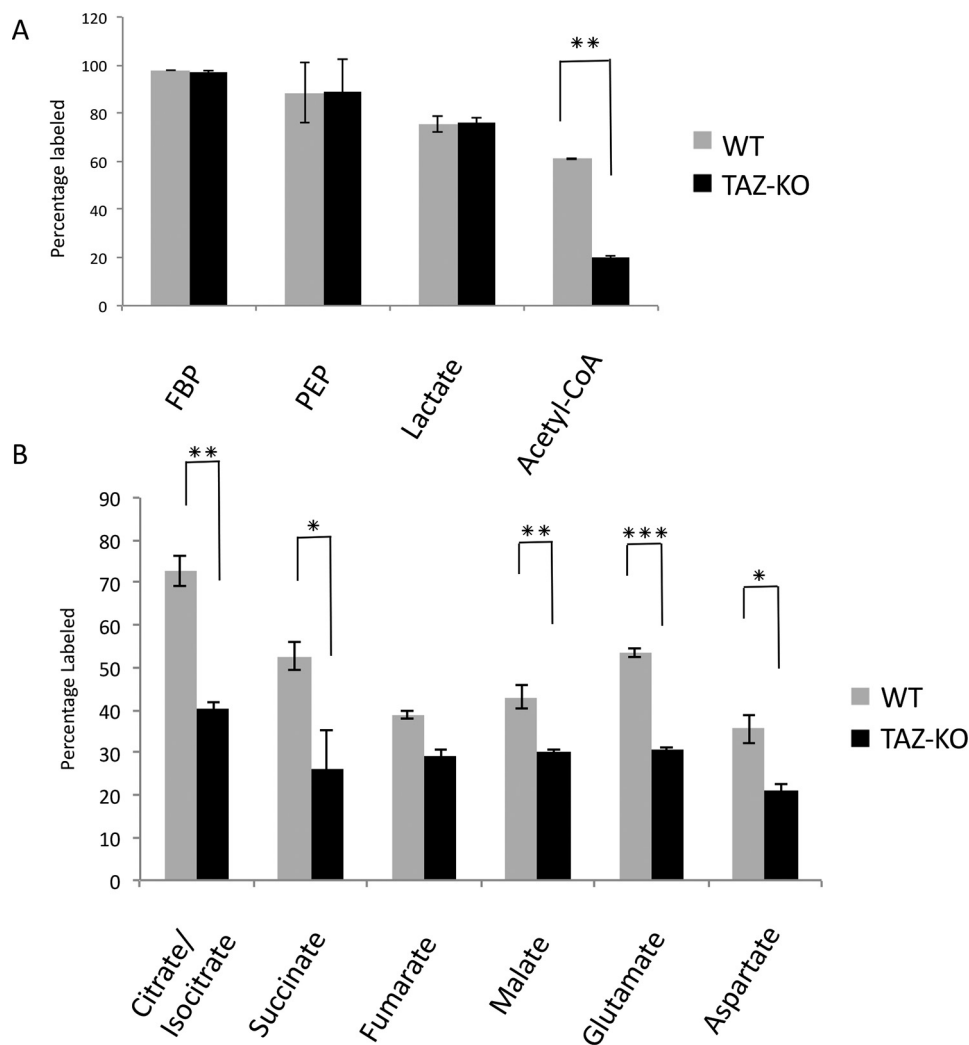 A
120
100
80
60
40
20
0
Percentage labeled
**
WT
TAZ-KO
FBP
PEP
Lactate
Acetyl-CoA
B
90
80
70
60
50
40
30
20
10
0
Percentage Labeled
**
*
**
***
*
WT
TAZ-KO
Citrate/
Isocitrate
Succinate
Fumarate
Malate
Glutamate
Aspartate